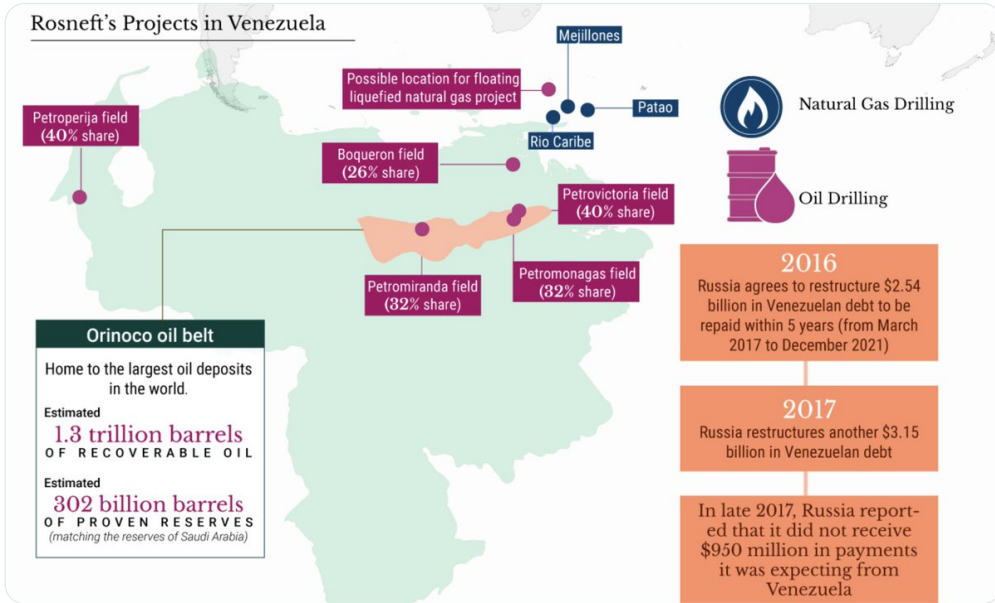 Rosneft's Projects in Venezuela
Mejillones
Possible location for floating
liquefied natural gas project
Patao
Rio Caribe
Natural Gas Drilling
Petroperija field
(40% share)
Boqueron field
(26% share)
Oil Drilling
Petrovictoria field
(40% share)
Petromiranda field
(32% share)
Petromonagas field
(32% share)
Orinoco oil belt
Home to the largest oil deposits
in the world.
Estimated
1.3 trillion barrels
OF RECOVERABLE OIL
Estimated
302 billion barrels
OF PROVEN RESERVES
(matching the reserves of Saudi Arabia)
2016
Russia agrees to restructure $2.54
billion in Venezuelan debt to be
repaid within 5 years (from March
2017 to December 2021)
2017
Russia restructures another $3.15
billion in Venezuelan debt
In late 2017, Russia report-
ed that it did not receive
$950 million in payments
it was expecting from
Venezuela